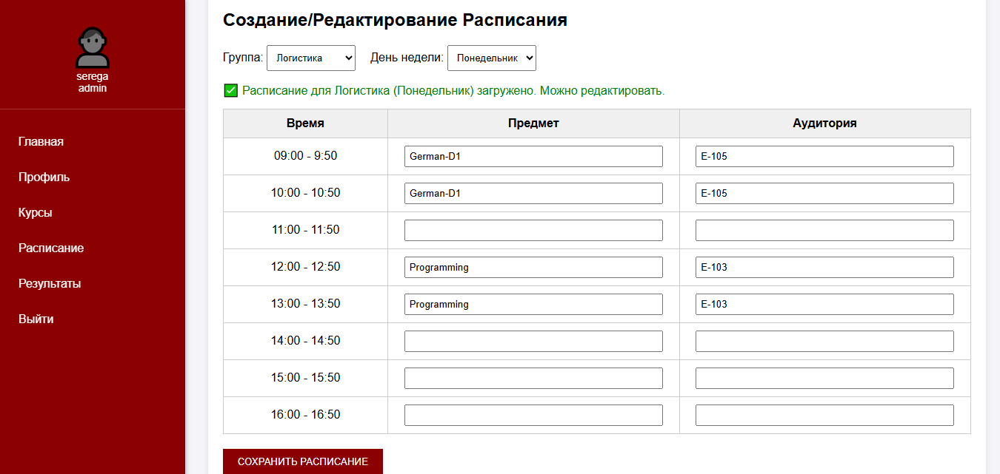 serega
admin
Главная
Профиль
Курсы
Расписание
Результаты
Выйти
Создание/Редактирование Расписания
Группа: Логистика День недели: Понедельник
Расписание для Логистика (Понедельник) загружено. Можно редактировать.
Время Предмет Аудитория
09:00 - 9:50 German-D1 E-105
10:00 - 10:50 German-D1 E-105
11:00 - 11:50
12:00 - 12:50 Programming E-103
13:00 - 13:50 Programming E-103
14:00 - 14:50
15:00 - 15:50
16:00 - 16:50
СОХРАНИТЬ РАСПИСАНИЕ